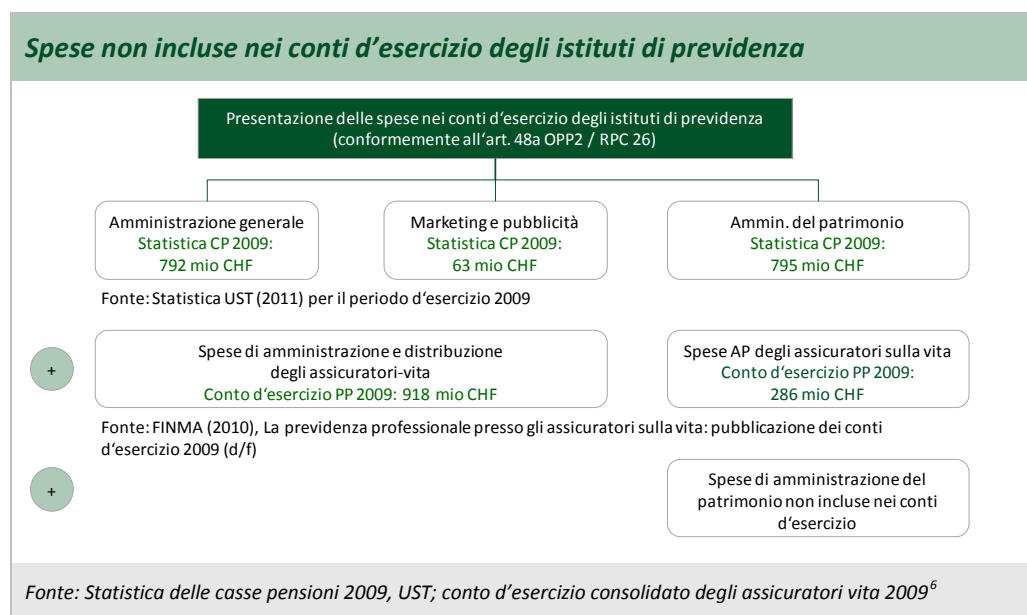 Spese non incluse nei conti d'esercizio degli istituti di previdenza
Presentazione delle spese nei conti d'esercizio degli istituti di previdenza
(conformemente all'art. 48a OPP2 / RPC 26)
Amministrazione generale
Statistica CP 2009:
792 mio CHF
Marketing e pubblicità
Statistica CP 2009:
63 mio CHF
Ammin. del patrimonio
Statistica CP 2009:
795 mio CHF
Fonte: Statistica UST (2011) per il periodo d'esercizio 2009
+
Spese di amministrazione e distribuzione
degli assicuratori-vita
Conto d'esercizio PP 2009: 918 mio CHF
Spese AP degli assicuratori sulla vita
Conto d'esercizio PP 2009:
286 mio CHF
Fonte: FINMA (2010), La previdenza professionale presso gli assicuratori sulla vita: pubblicazione dei conti
d'esercizio 2009 (d/f)
+
Spese di amministrazione del
patrimonio non incluse nei conti
d'esercizio
Fonte: Statistica delle casse pensioni 2009, UST; conto d'esercizio consolidato degli assicuratori vita 2009⁶